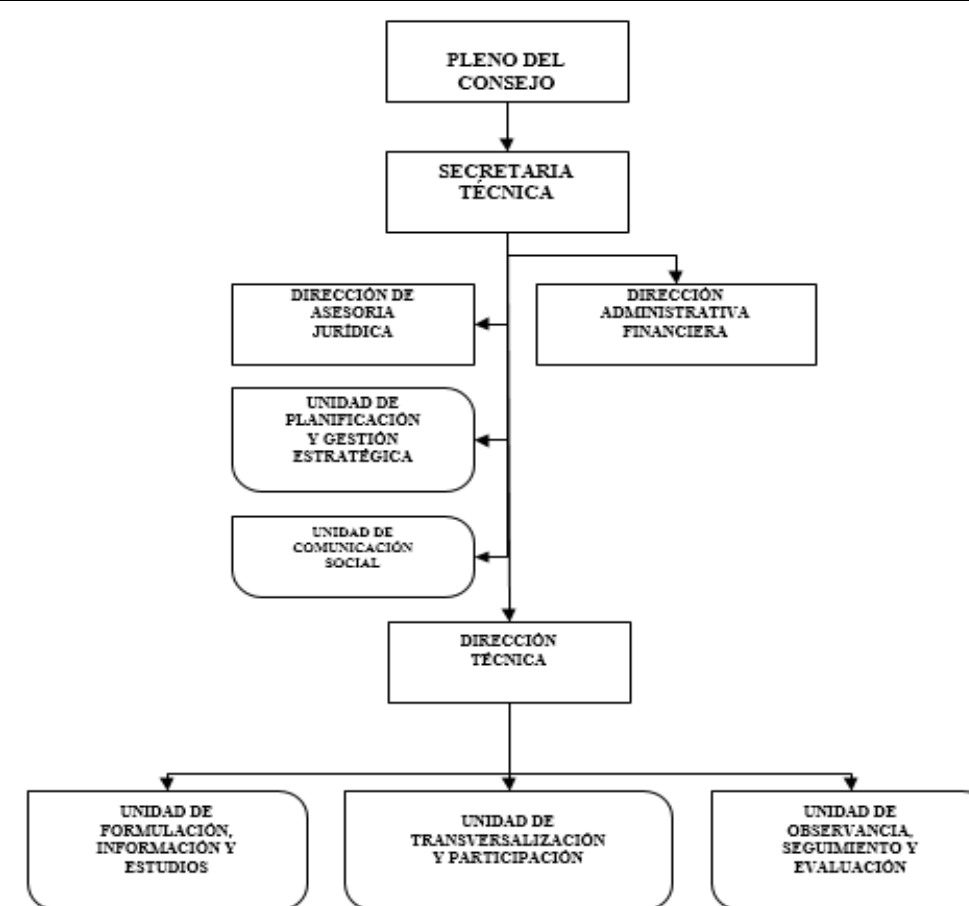 PLENO DEL
CONSEJO
SECRETARIA
TÉCNICA
DIRECCIÓN DE
ASESORIA
JURÍDICA
DIRECCIÓN
ADMINISTRATIVA
FINANCIERA
UNIDAD DE
PLANIFICACIÓN
Y GESTIÓN
ESTRATÉGICA
UNIDAD DE
COMUNICACIÓN
SOCIAL
DIRECCIÓN
TÉCNICA
UNIDAD DE
FORMULACIÓN,
INFORMACIÓN Y
ESTUDIOS
UNIDAD DE
TRANSVERSALIZACIÓN
Y PARTICIPACIÓN
UNIDAD DE
OBSERVANCIA,
SEGUIMIENTO Y
EVALUACIÓN